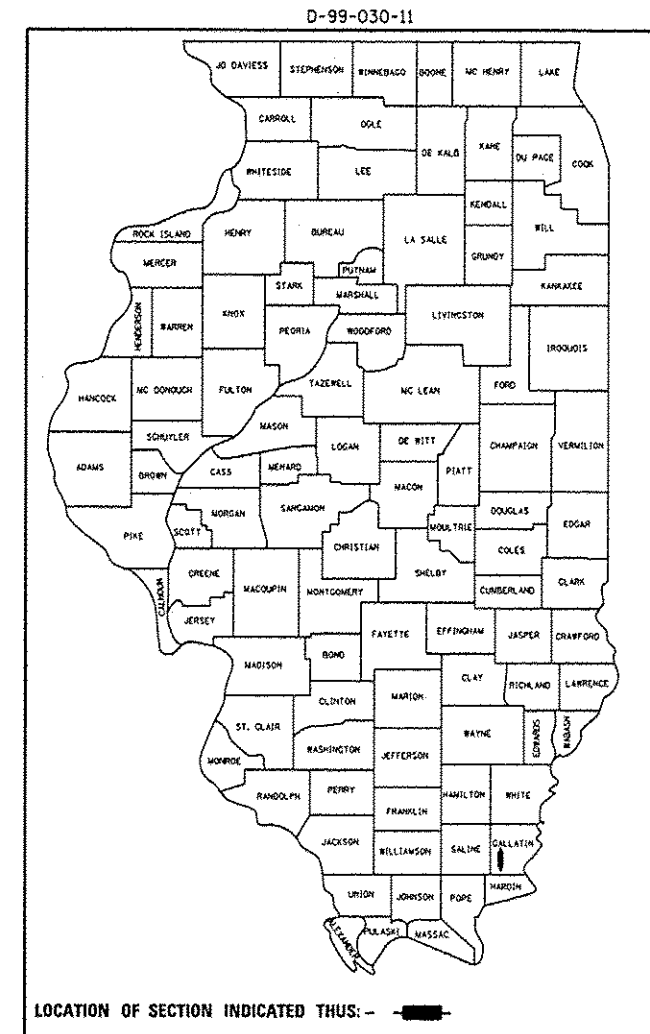 D-99-030-11
JO DAVIESS STEPHENSON WINNEBAGO BOONE MC HENRY LAKE
CARROLL OGLE DE KALB KANE DU PAGE COOK
WHITESIDE LEE KENDALL WILL
ROCK ISLAND HENRY BUREAU LA SALLE GRUNDY
MERCER PUTNAM KANKAKEE
STARK MARSHALL
HENDERSON WARREN KNOX PEORIA WOODFORD LIVINGSTON IROQUOIS
HANCOCK MC DONOUGH FULTON TAZEWELL MC LEAN FORD
MASON
SCHUYLER LOGAN DE WITT CHAMPAIGN VERMILION
ADAMS BROWN CASS MENARD MACON PIATT
PIKE SCOTT MORGAN SANGAMON MOULTRIE DOUGLAS EDGAR
CHRISTIAN COLES
CALHOUN GREENE MACOUPIN MONTGOMERY SHELBY CUMBERLAND CLARK
JERSEY FAYETTE EFFINGHAM JASPER CRAWFORD
MADISON BOND
CLINTON MARION CLAY RICHLAND LAWRENCE
ST. CLAIR WAYNE EDWARDS WABASH
MONROE WASHINGTON JEFFERSON
RANDOLPH PERRY HAMILTON WHITE
FRANKLIN
JACKSON WILLIAMSON SALINE GALLATIN
UNION JOHNSON POPE HARDIN
ALEXANDER PULASKI MASSAC
LOCATION OF SECTION INDICATED THUS: - -